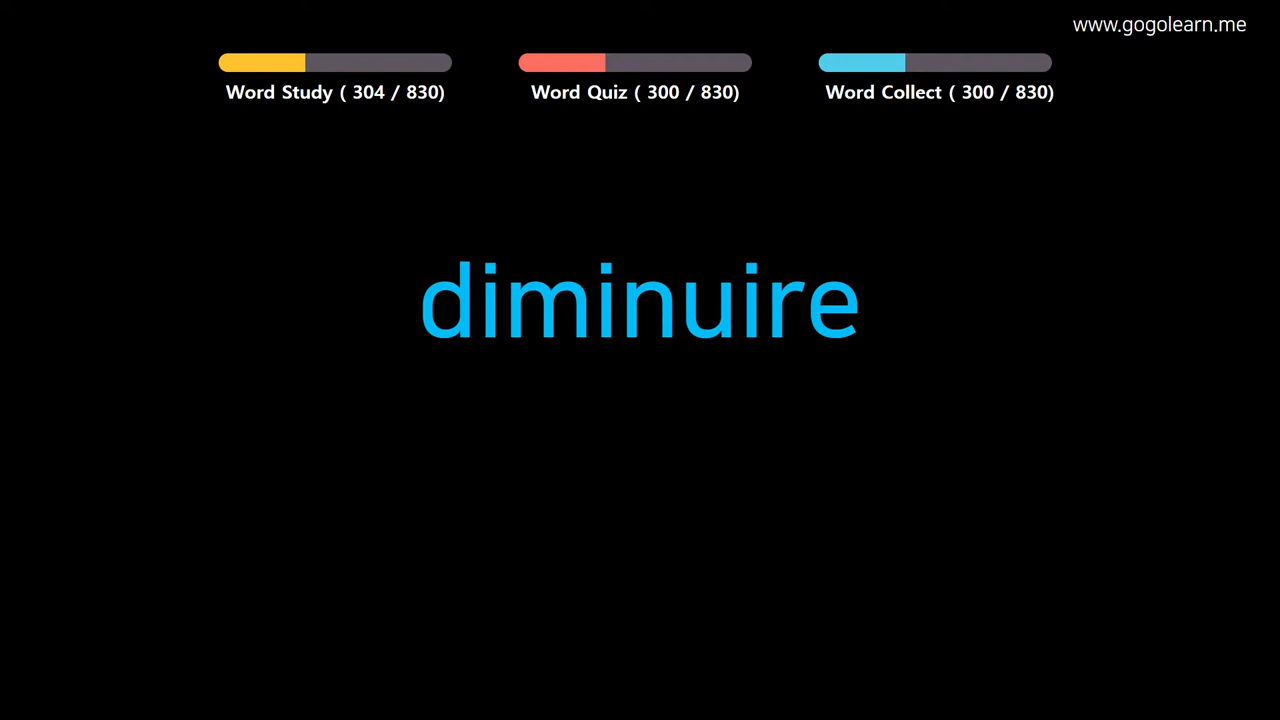 www.gogolearn.me
Word Study ( 304 / 830)
Word Quiz ( 300 / 830)
Word Collect ( 300 / 830)
diminuire